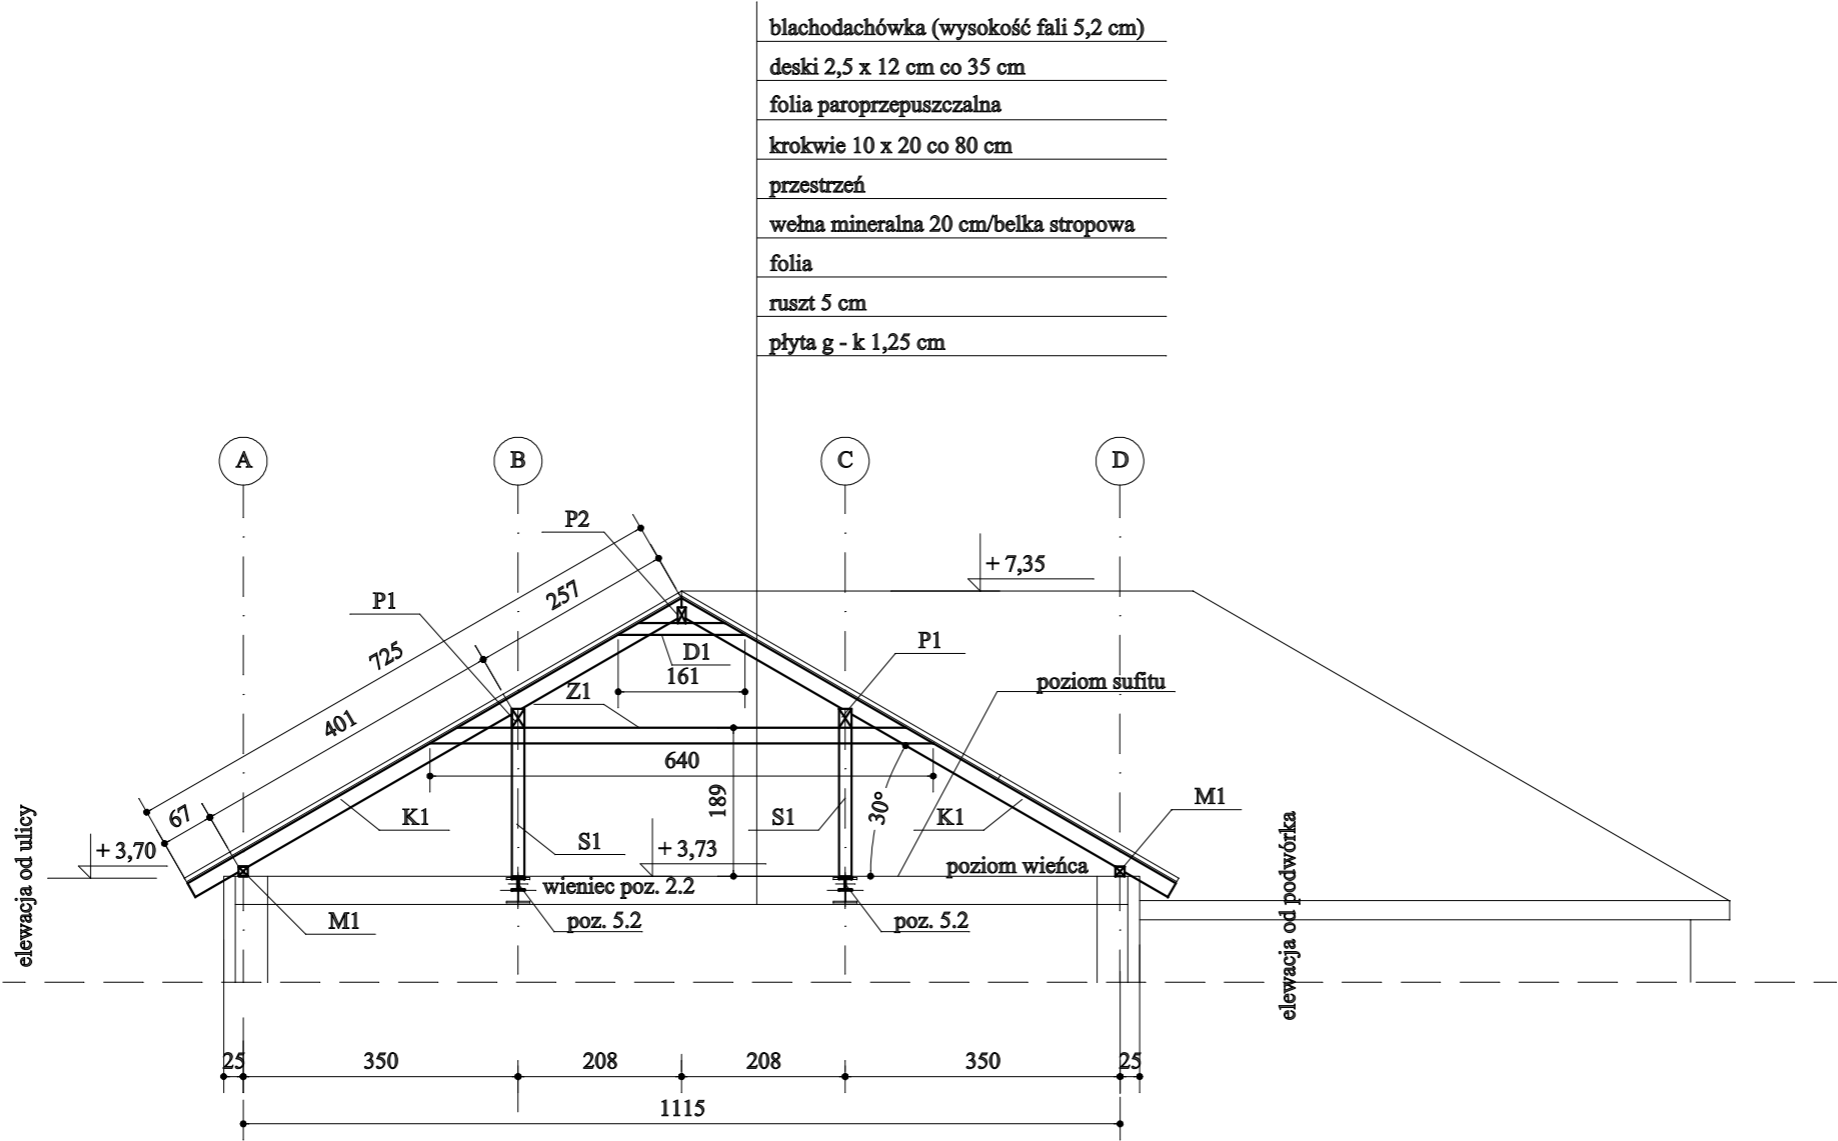 blachodachówka (wysokość fali 5,2 cm)
deski 2,5 x 12 cm co 35 cm
folia paroprzepuszczalna
krokwie 10 x 20 co 80 cm
przestrzeń
wełna mineralna 20 cm/belka stropowa
folia
ruszt 5 cm
płyta g - k 1,25 cm
A
B
C
D
P2
+ 7,35
257
P1
725
D1
P1
161
poziom sufitu
Z1
401
640
189
67
K1
S1
S1
30°
K1
M1
+ 3,70
+ 3,73
poziom wieńca
wieniec poz. 2.2
M1
poz. 5.2
poz. 5.2
elewacja od ulicy
elewacja od podwórka
25
350
208
208
350
25
1115